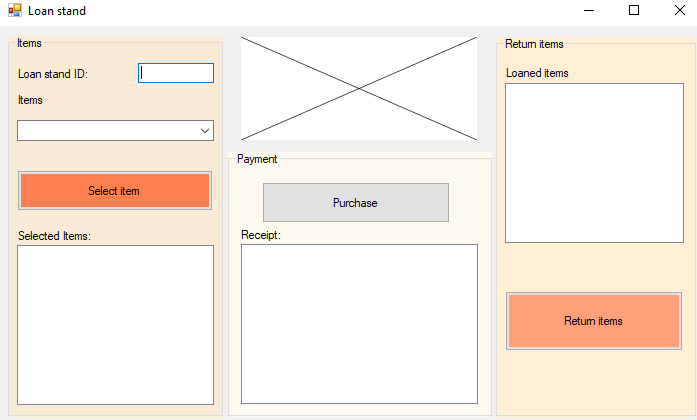 Loan stand
Items
Loan stand ID:
Items
Select item
Selected Items:
Payment
Purchase
Receipt:
Return items
Loaned items
Return items